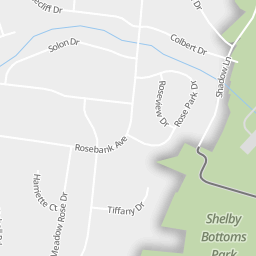 ecliff Dr
Solon Dr
Colbert Dr
Shadow Ln
Roseview Dr
Rose Park Dr
Rosebank Ave
Harriette Ct
Meadow Rose Dr
Tiffany Dr
Shelby
Bottoms
Park